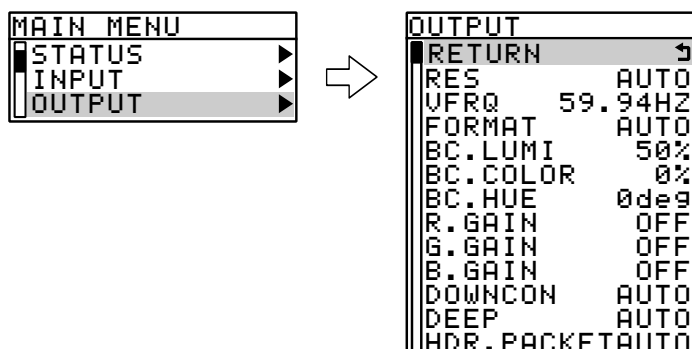 MAIN MENU
STATUS
INPUT
OUTPUT
OUTPUT
RETURN
RES AUTO
VFRQ 59.94HZ
FORMAT AUTO
BC.LUMI 50%
BC.COLOR 0%
BC.HUE 0deg
R.GAIN OFF
G.GAIN OFF
B.GAIN OFF
DOWNCON AUTO
DEEP AUTO
HDR.PACKETAUTO